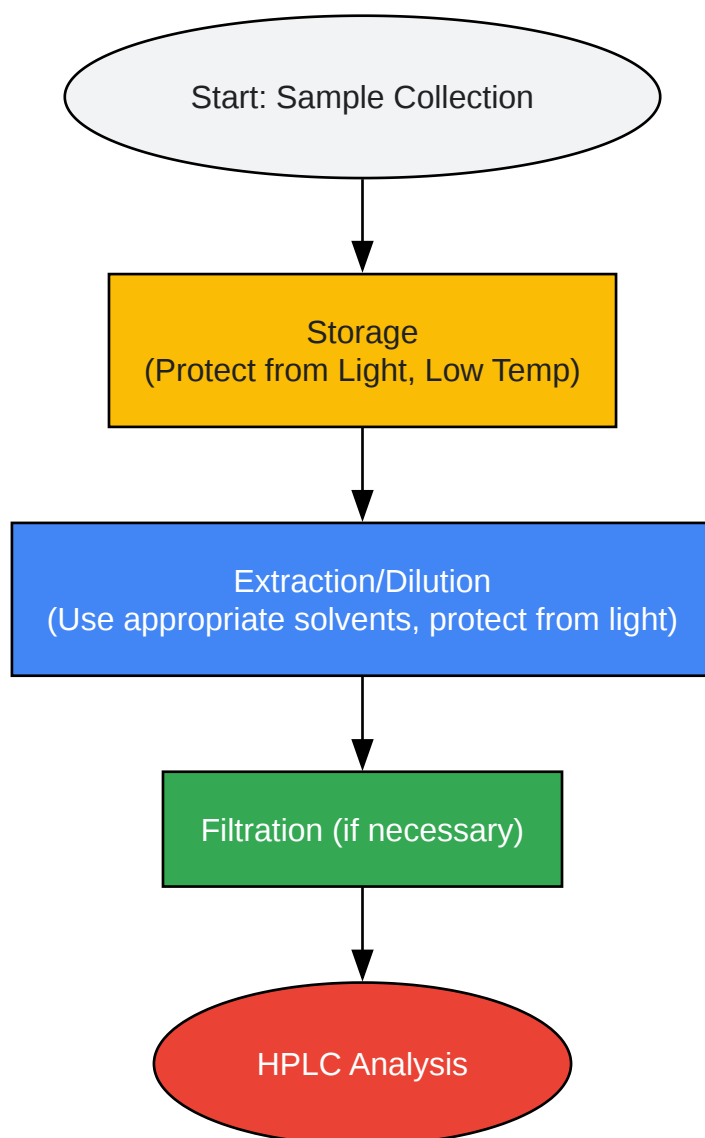 Start: Sample Collection
Storage
(Protect from Light, Low Temp)
Extraction/Dilution
(Use appropriate solvents, protect from light)
Filtration (if necessary)
HPLC Analysis